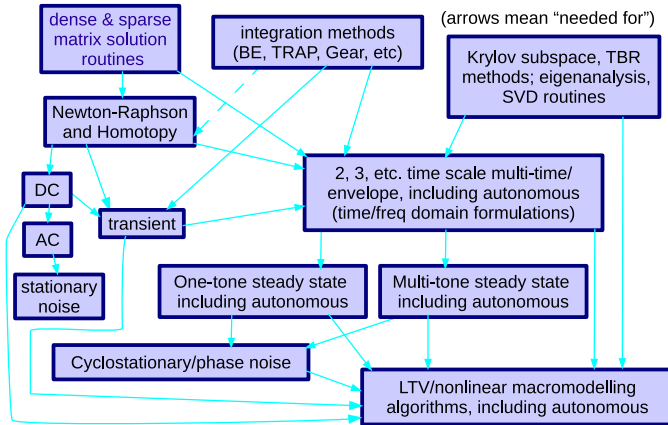 dense & sparse
matrix solution
routines
integration methods
(BE, TRAP, Gear, etc)
(arrows mean “needed for”)
Krylov subspace, TBR
methods; eigenanalysis,
SVD routines
Newton-Raphson
and Homotopy
2, 3, etc. time scale multi-time/
envelope, including autonomous
(time/freq domain formulations)
DC
transient
AC
stationary
noise
One-tone steady state
including autonomous
Multi-tone steady state
including autonomous
Cyclostationary/phase noise
LTV/nonlinear macromodelling
algorithms, including autonomous